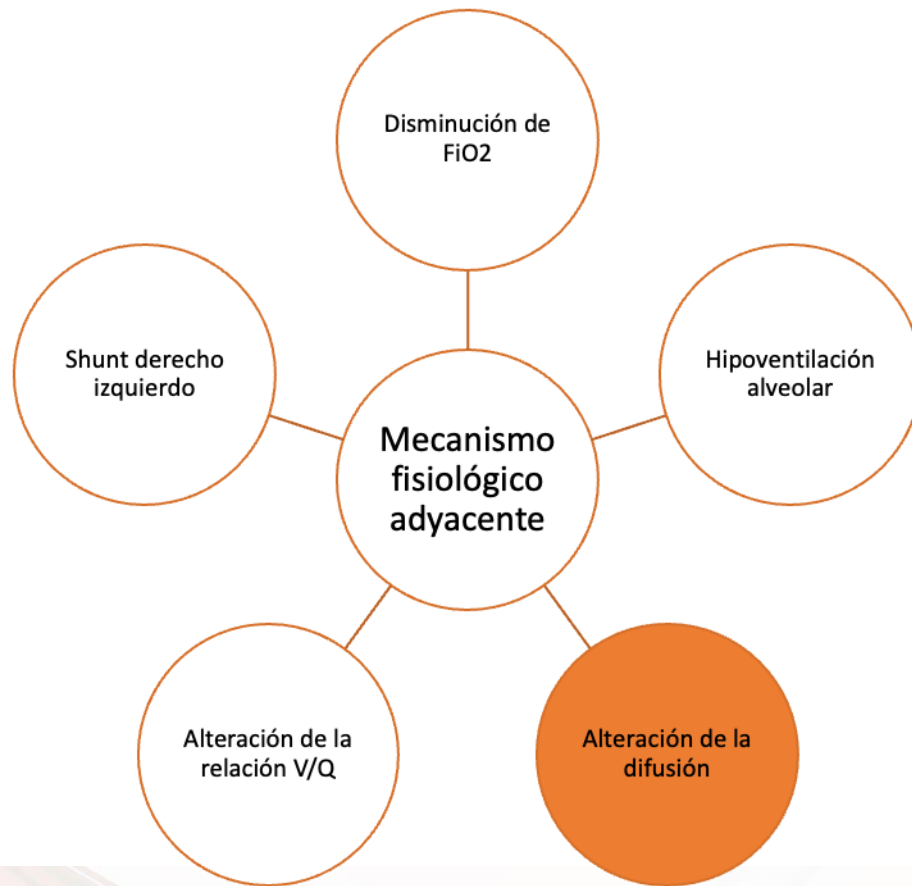 Disminución de
FiO2
Shunt derecho
izquierdo
Hipoventilación
alveolar
Mecanismo
fisiológico
adyacente
Alteración de la
relación V/Q
Alteración de la
difusión